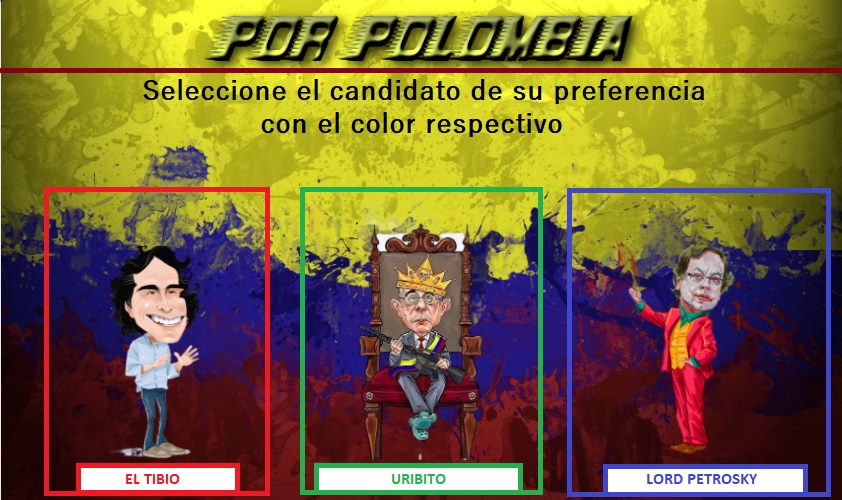 POR POLOMBIA
Seleccione el candidato de su preferencia
con el color respectivo
EL TIBIO
URIBITO
LORD PETROSKY